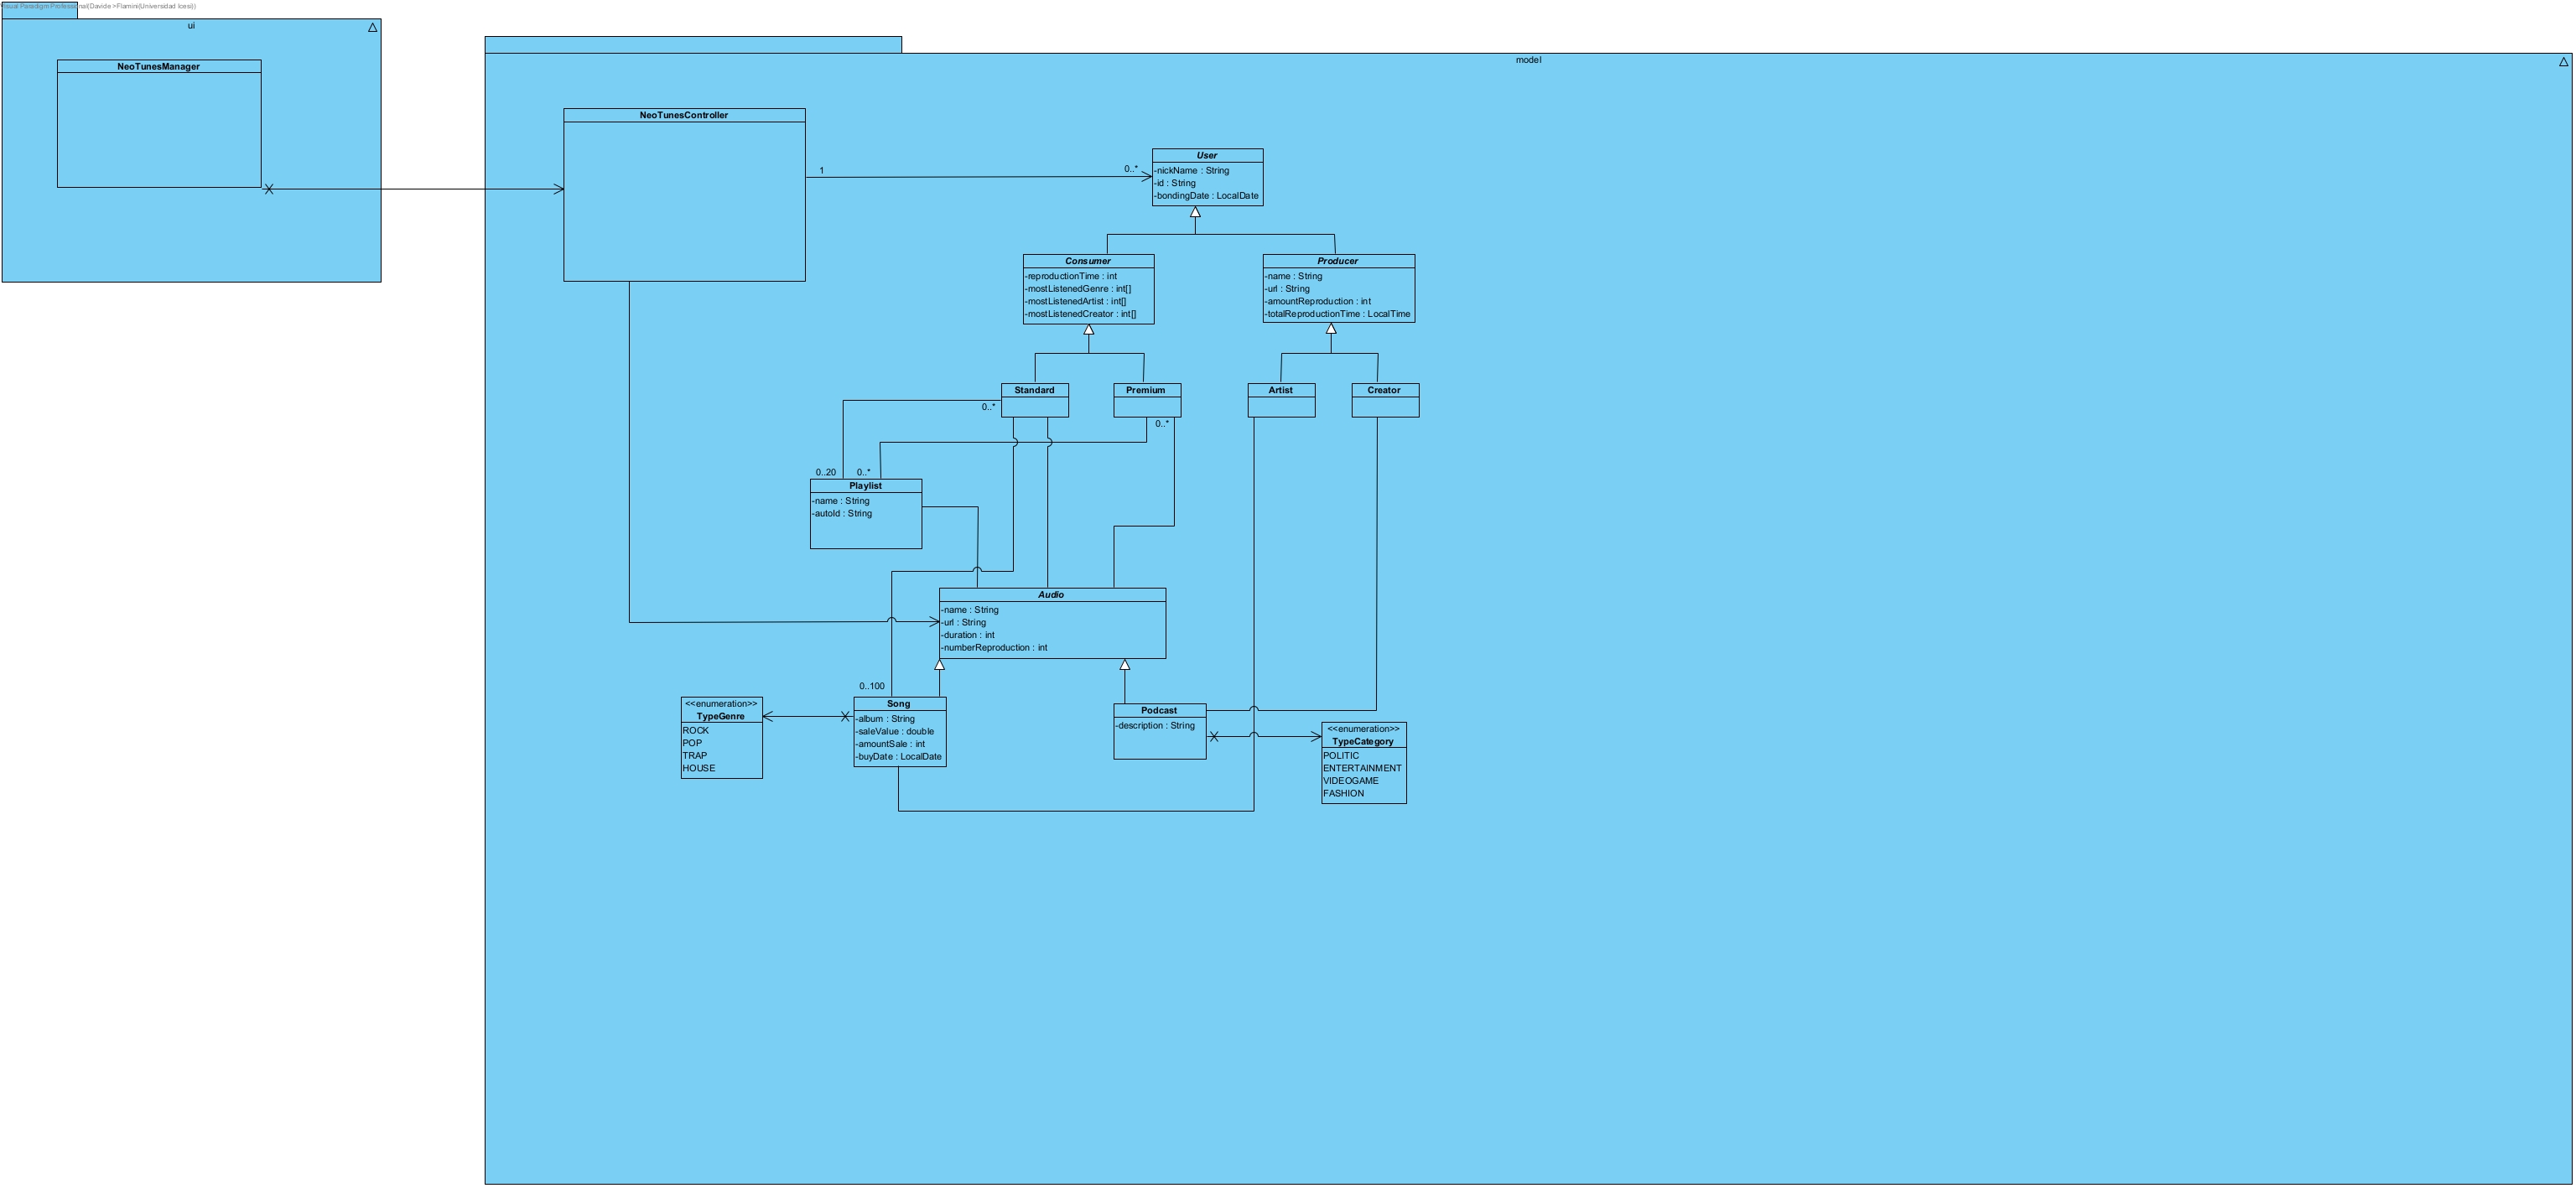 Visual Paradigm Professional(Davide >Flamini(Universidad Icesi))
ui
NeoTunesManager
model
NeoTunesController
1
0..*
User
-nickName : String
-id : String
-bondingDate : LocalDate
Consumer
-reproductionTime : int
-mostListenedGenre : int[]
-mostListenedArtist : int[]
-mostListenedCreator : int[]
Producer
-name : String
-url : String
-amountReproduction : int
-totalReproductionTime : LocalTime
Standard
Premium
Artist
Creator
0..*
0..*
0..20
0..*
Playlist
-name : String
-autoId : String
Audio
-name : String
-url : String
-duration : int
-numberReproduction : int
0..100
<<enumeration>>
TypeGenre
ROCK
POP
TRAP
HOUSE
Song
-album : String
-saleValue : double
-amountSale : int
-buyDate : LocalDate
Podcast
-description : String
<<enumeration>>
TypeCategory
POLITIC
ENTERTAINMENT
VIDEOGAME
FASHION